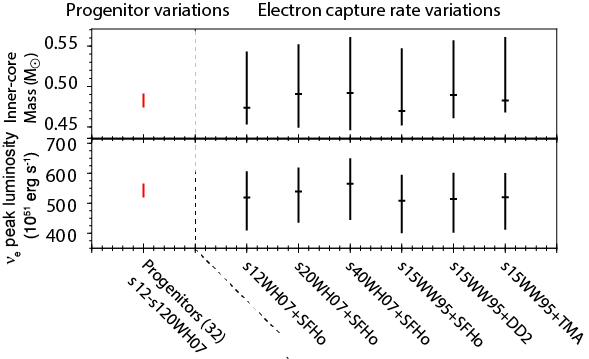 Progenitor variations
Electron capture rate variations
Inner-core
Mass (M☉)
0.55
0.50
0.45
νe peak luminosity
(10^51 erg s^-1)
700
600
500
400
Progenitors (32)
s12-s120WH07
s12WH07+SFHo
s20WH07+SFHo
s40WH07+SFHo
s15WW95+SFHo
s15WW95+DD2
s15WW95+TMA